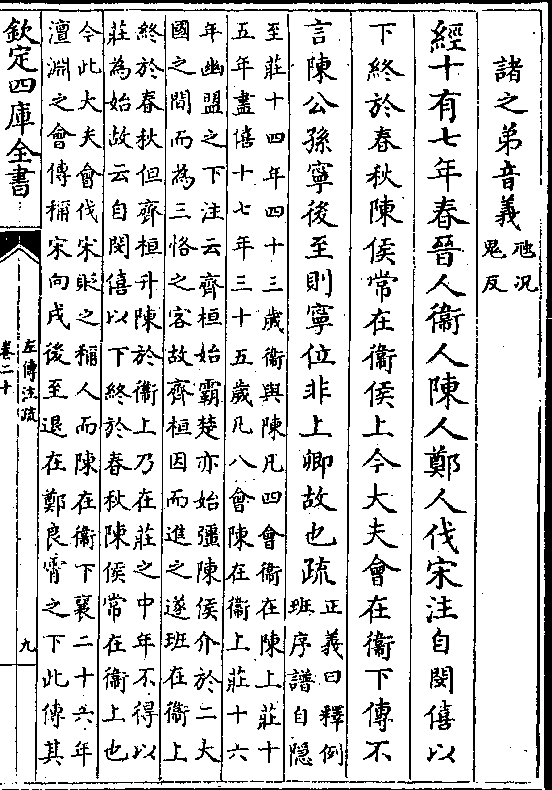 諸之弟音義虺況
鬼反
經十有七年春晉人衞人陳人鄭人伐宋注自閔僖以
下終於春秋陳侯常在衞侯上今大夫會在衞下傳不
言陳公孫寧後至則寧位非上卿故也疏正義曰釋例
班序譜自隱
至莊十四年四十三歲衞與陳凡四會衞在陳上莊十
五年盡僖十七年三十五歲凡八會陳在衞上莊十六
年幽盟之下注云齊桓始霸楚亦始彊陳侯介於二大
國之間而為三恪之客故齊桓因而進之遂班在衞上
終於春秋但齊桓升陳於衞上乃在莊之中年不得以
莊為始故云自閔僖以下終於春秋陳侯常在衞上也
今此大夫會伐宋貶之稱人而陳在衞下襄二十六年
澶淵之會傳稱宋向戌後至退在鄭良霄之下此傳其
欽定四庫全書
左傳注疏
卷二十
九